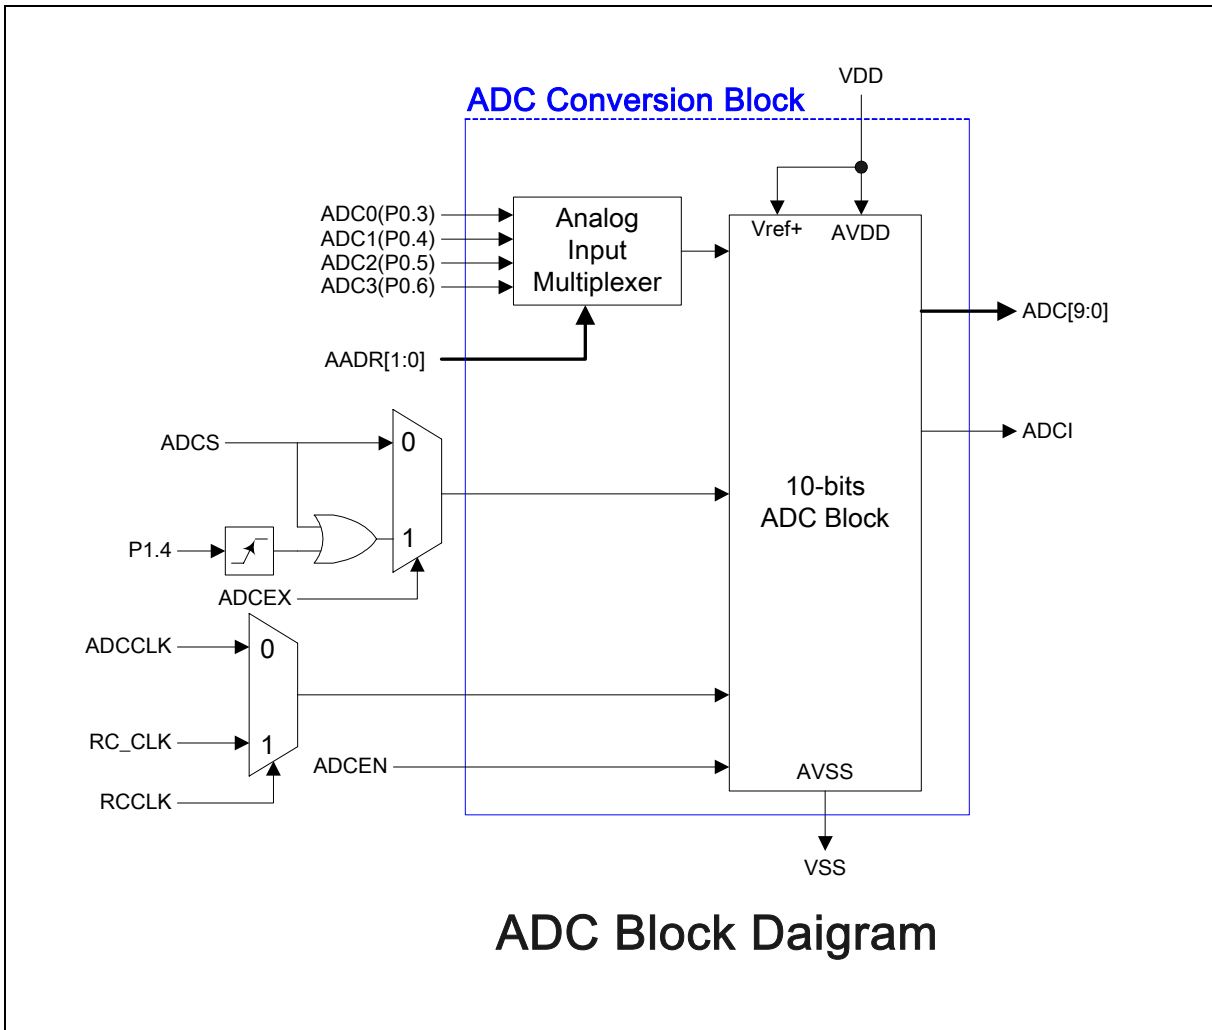 VDD
ADC Conversion Block
ADC0(P0.3)
ADC1(P0.4)
ADC2(P0.5)
ADC3(P0.6)
Analog
Input
Multiplexer
Vref+
AVDD
ADC[9:0]
AADR[1:0]
ADCS
0
ADCI
10-bits
ADC Block
1
P1.4
ADCEX
ADCCLK
0
RC_CLK
1
ADCEN
AVSS
RCCLK
VSS
ADC Block Daigram